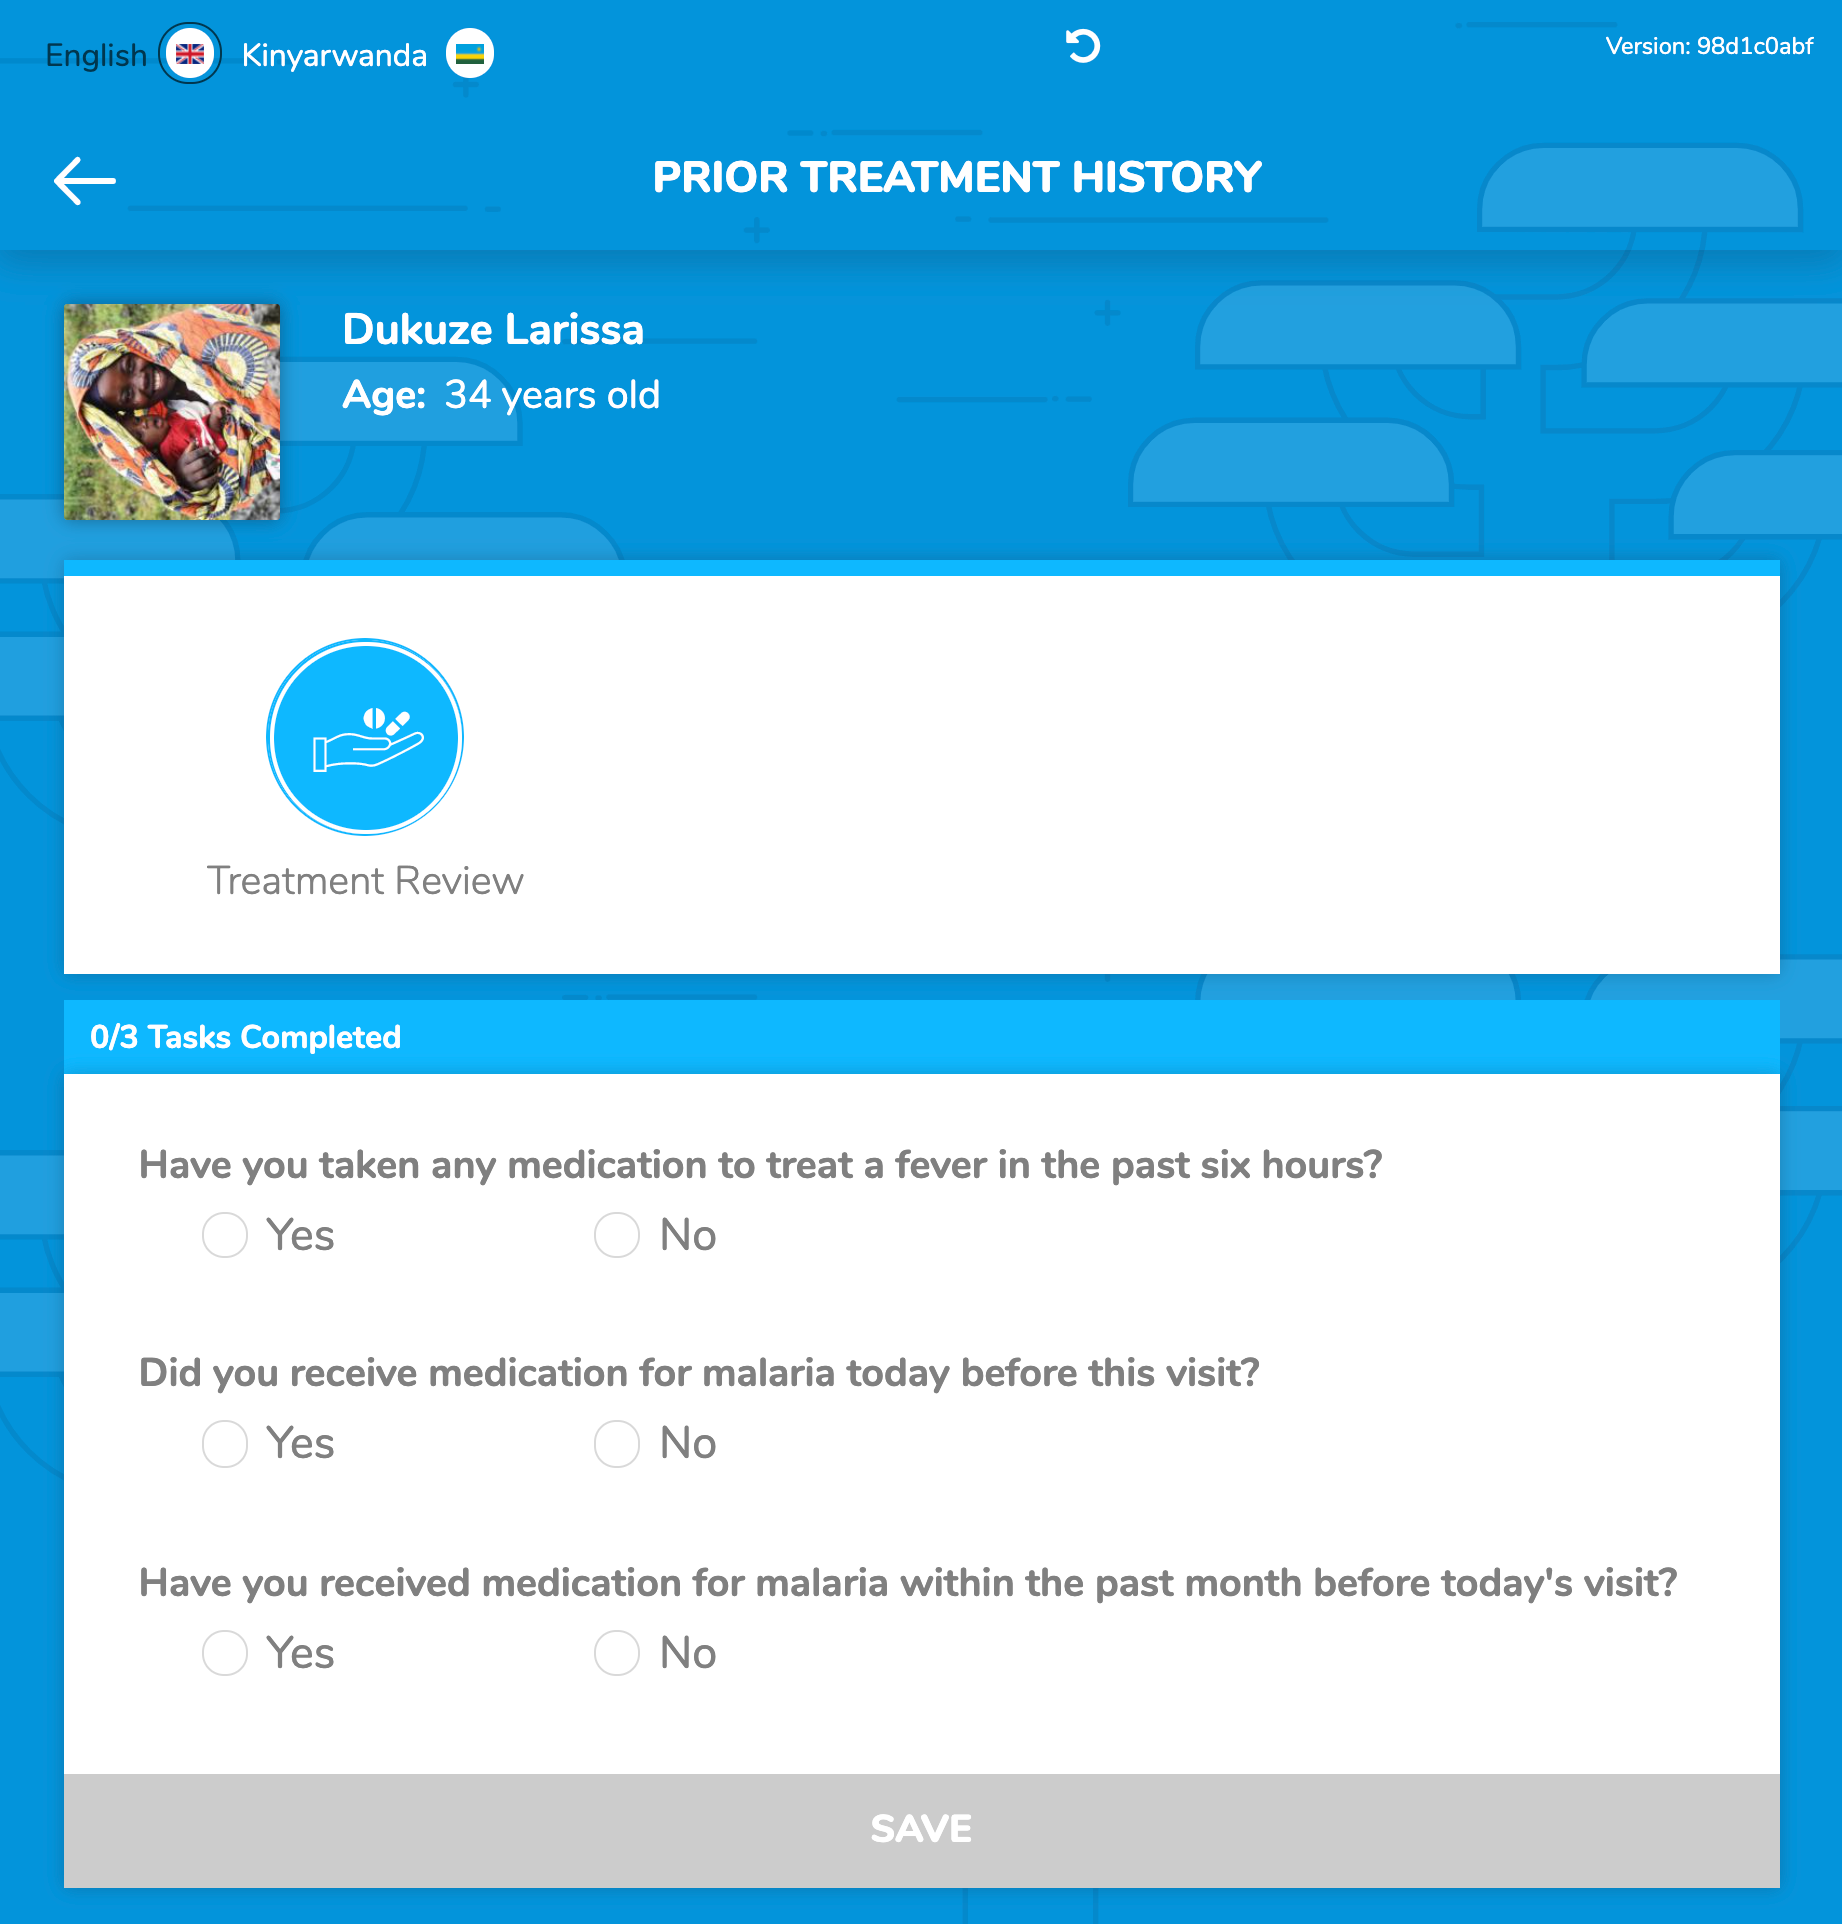 English Kinyarwanda Version: 98d1c0abf
PRIOR TREATMENT HISTORY
Dukuze Larissa
Age: 34 years old
Treatment Review
0/3 Tasks Completed
Have you taken any medication to treat a fever in the past six hours?
Yes No
Did you receive medication for malaria today before this visit?
Yes No
Have you received medication for malaria within the past month before today's visit?
Yes No
SAVE